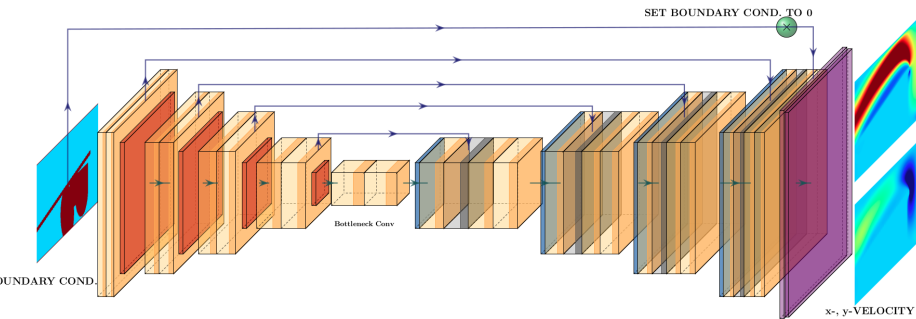 SET BOUNDARY COND. TO 0
Bottleneck Conv
OUNDARY COND.
x-, y-VELOCITY